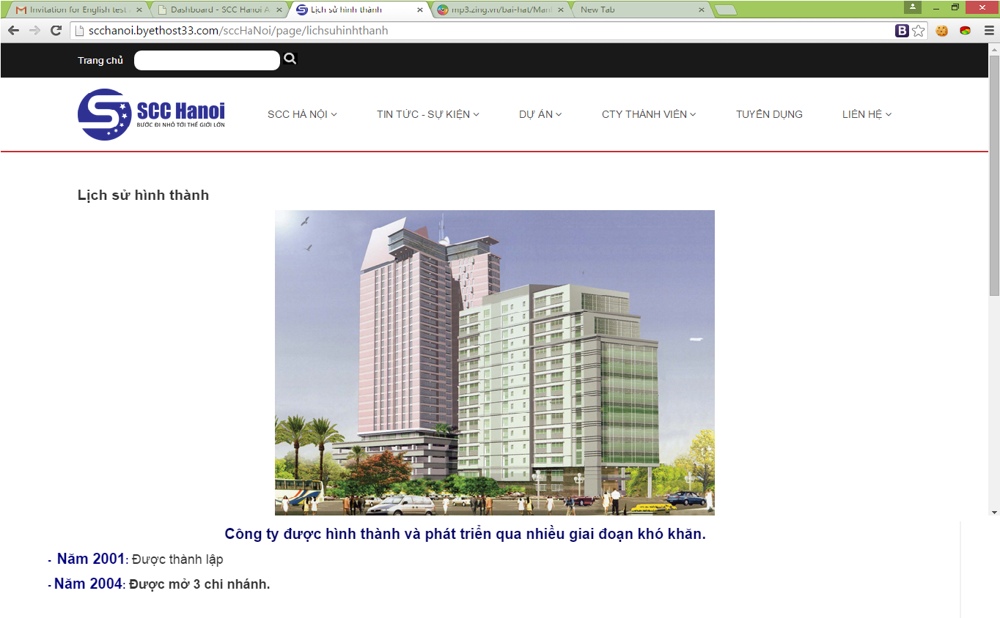 Invitation for English test
Dashboard - SCC Hanoi A
Lịch sử hình thành
mp3.zing.vn/bai-hat/Man
New Tab
scchanoi.byethost33.com/sccHaNoi/page/lichsuhinhthanh
Trang chủ
SCC Hanoi
BƯỚC ĐI NHỎ TỚI THẾ GIỚI LỚN
SCC HÀ NỘI
TIN TỨC - SỰ KIỆN
DỰ ÁN
CTY THÀNH VIÊN
TUYỂN DỤNG
LIÊN HỆ
Lịch sử hình thành
Công ty được hình thành và phát triển qua nhiều giai đoạn khó khăn.
- Năm 2001: Được thành lập
- Năm 2004: Được mở 3 chi nhánh.